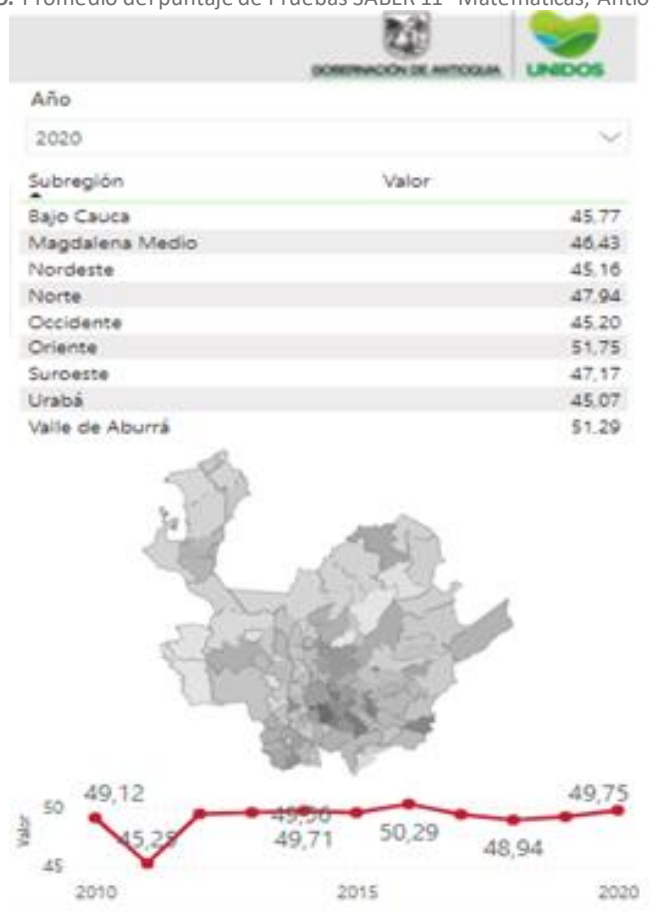 Promedio del puntaje de Pruebas SABER 11° Matemáticas, Antio
GOBERNACIÓN DE ANTIOQUIA
UNIDOS
Año
2020
Subregión Valor
Bajo Cauca 45.77
Magdalena Medio 46.43
Nordeste 45.16
Norte 47.94
Occidente 45.20
Oriente 51.75
Suroeste 47.17
Urabá 45.07
Valle de Aburrá 51.29
49,12
49,75
50
49,71
50,29
48,94
Valor
45
2010
2015
2020